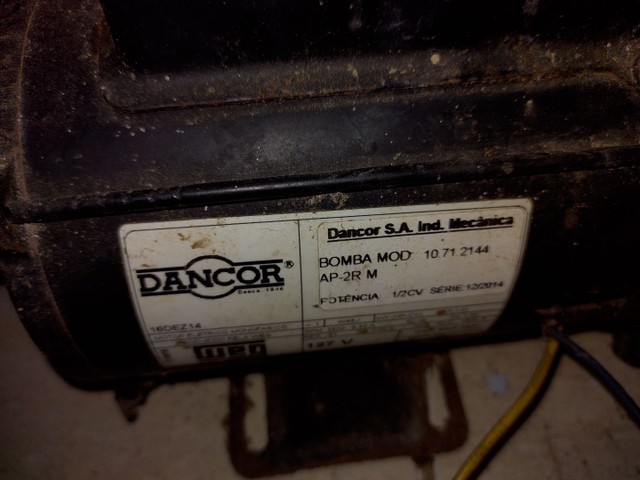 DANCOR®
Desde 1946
Dancor S.A. Ind. Mecânica
BOMBA MOD 10.71.2144
AP-2R M
POTÊNCIA 1/2CV SÉRIE:12/2014
16DEZ14
WEG
127 V